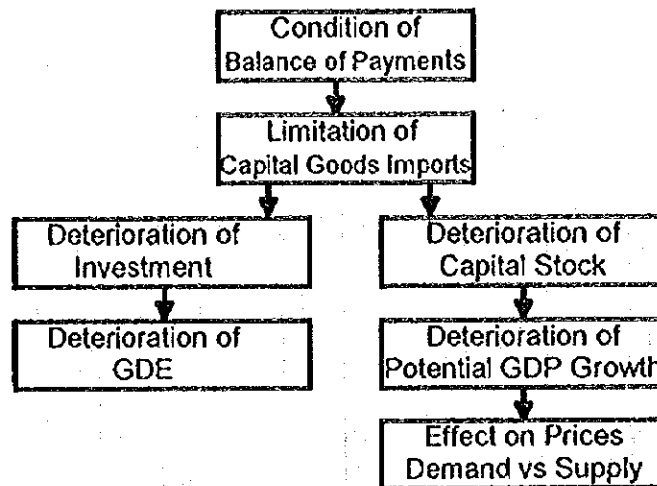 Condition of
Balance of Payments
Limitation of
Capital Goods Imports
Deterioration of
Investment
Deterioration of
Capital Stock
Deterioration of
GDE
Deterioration of
Potential GDP Growth
Effect on Prices
Demand vs Supply